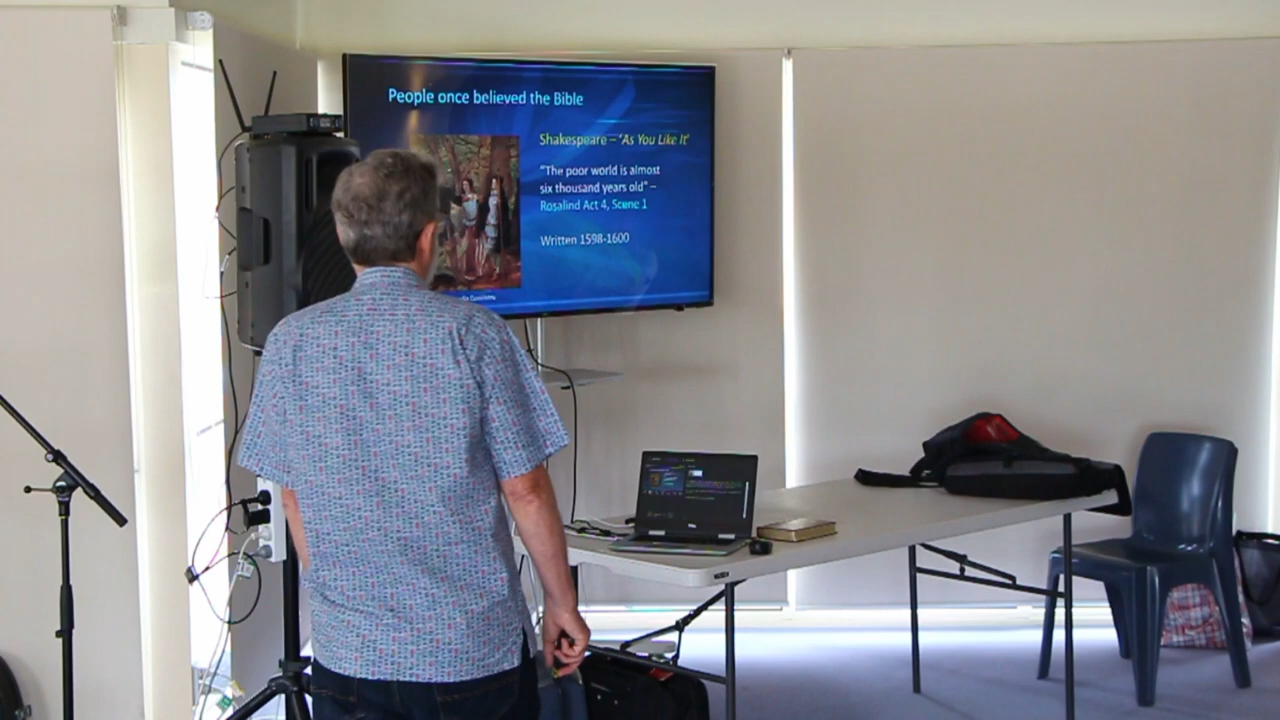 People once believed the Bible
Shakespeare – ‘As You Like It’
“The poor world is almost
six thousand years old” –
Rosalind Act 4, Scene 1
Written 1598-1600